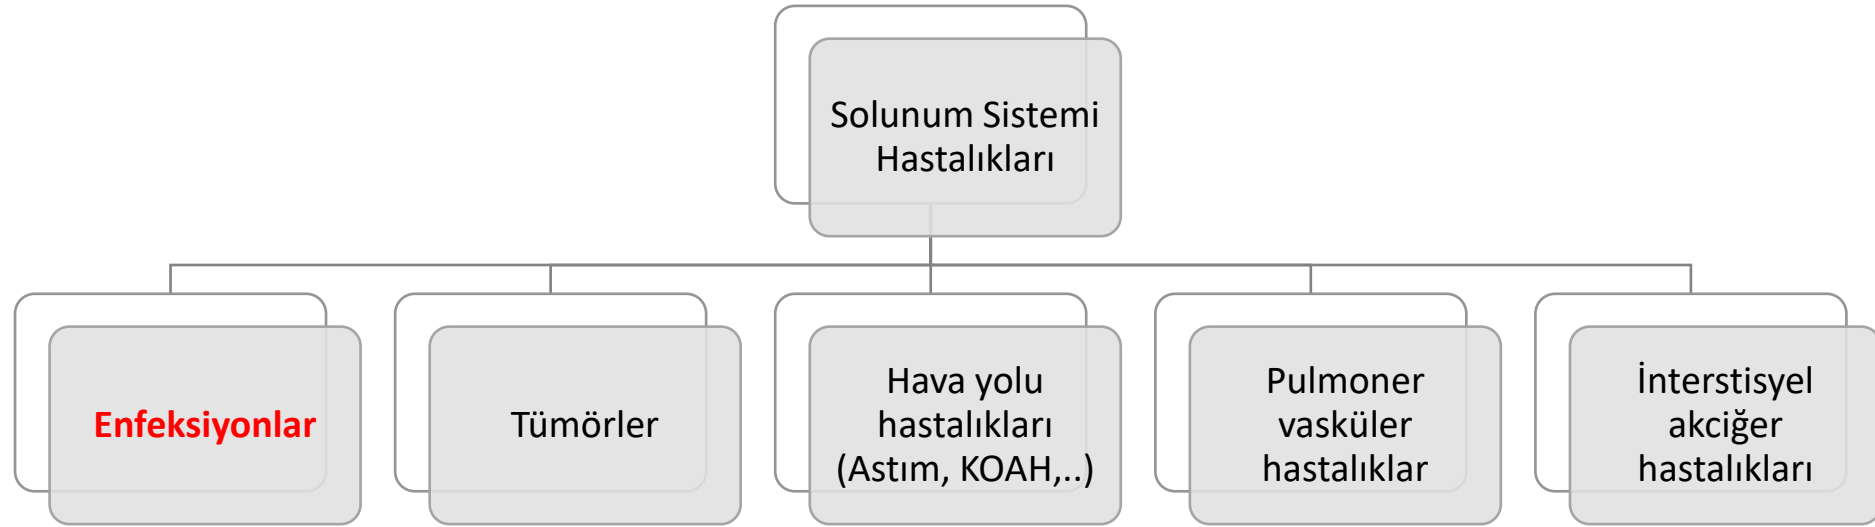 Solunum Sistemi
Hastalıkları
Enfeksiyonlar
Tümörler
Hava yolu
hastalıkları
(Astım, KOAH,..)
Pulmoner
vasküler
hastalıklar
İnterstisyel
akciğer
hastalıkları